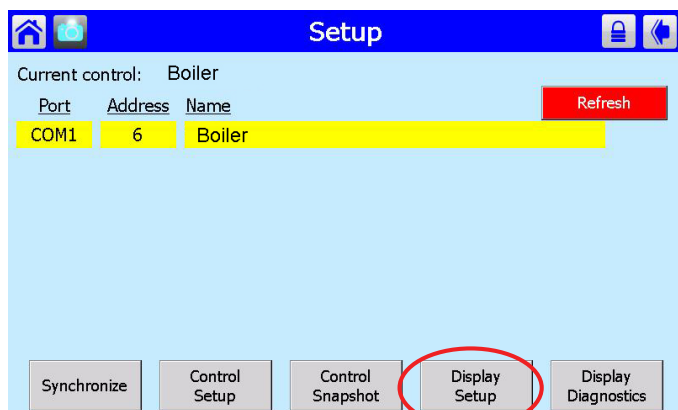 Setup
Current control: Boiler
Port Address Name
Refresh
COM1 6 Boiler
Synchronize
Control
Setup
Control
Snapshot
Display
Setup
Display
Diagnostics